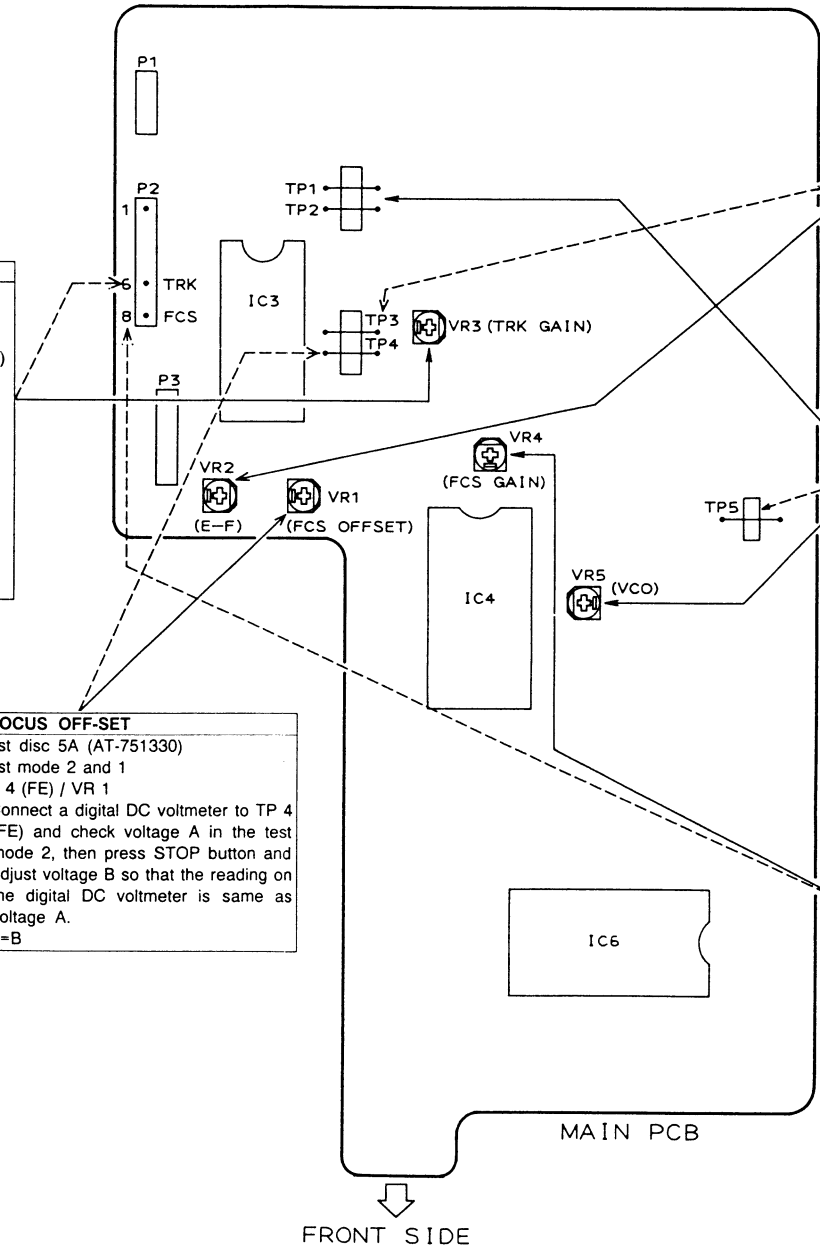 P1
P2
1
TP1
TP2
6 TRK
8 FCS
IC3
TP3
TP4
VR3 (TRK GAIN)
)
P3
VR4
(FCS GAIN)
VR2
(E-F)
VR1
(FCS OFFSET)
TP5
IC4
VR5 (VCO)
OCUS OFF-SET
st disc 5A (AT-751330)
st mode 2 and 1
4 (FE) / VR 1
onnect a digital DC voltmeter to TP 4
FE) and check voltage A in the test
node 2, then press STOP button and
djust voltage B so that the reading on
he digital DC voltmeter is same as
oltage A.
=B
IC6
MAIN PCB
FRONT SIDE